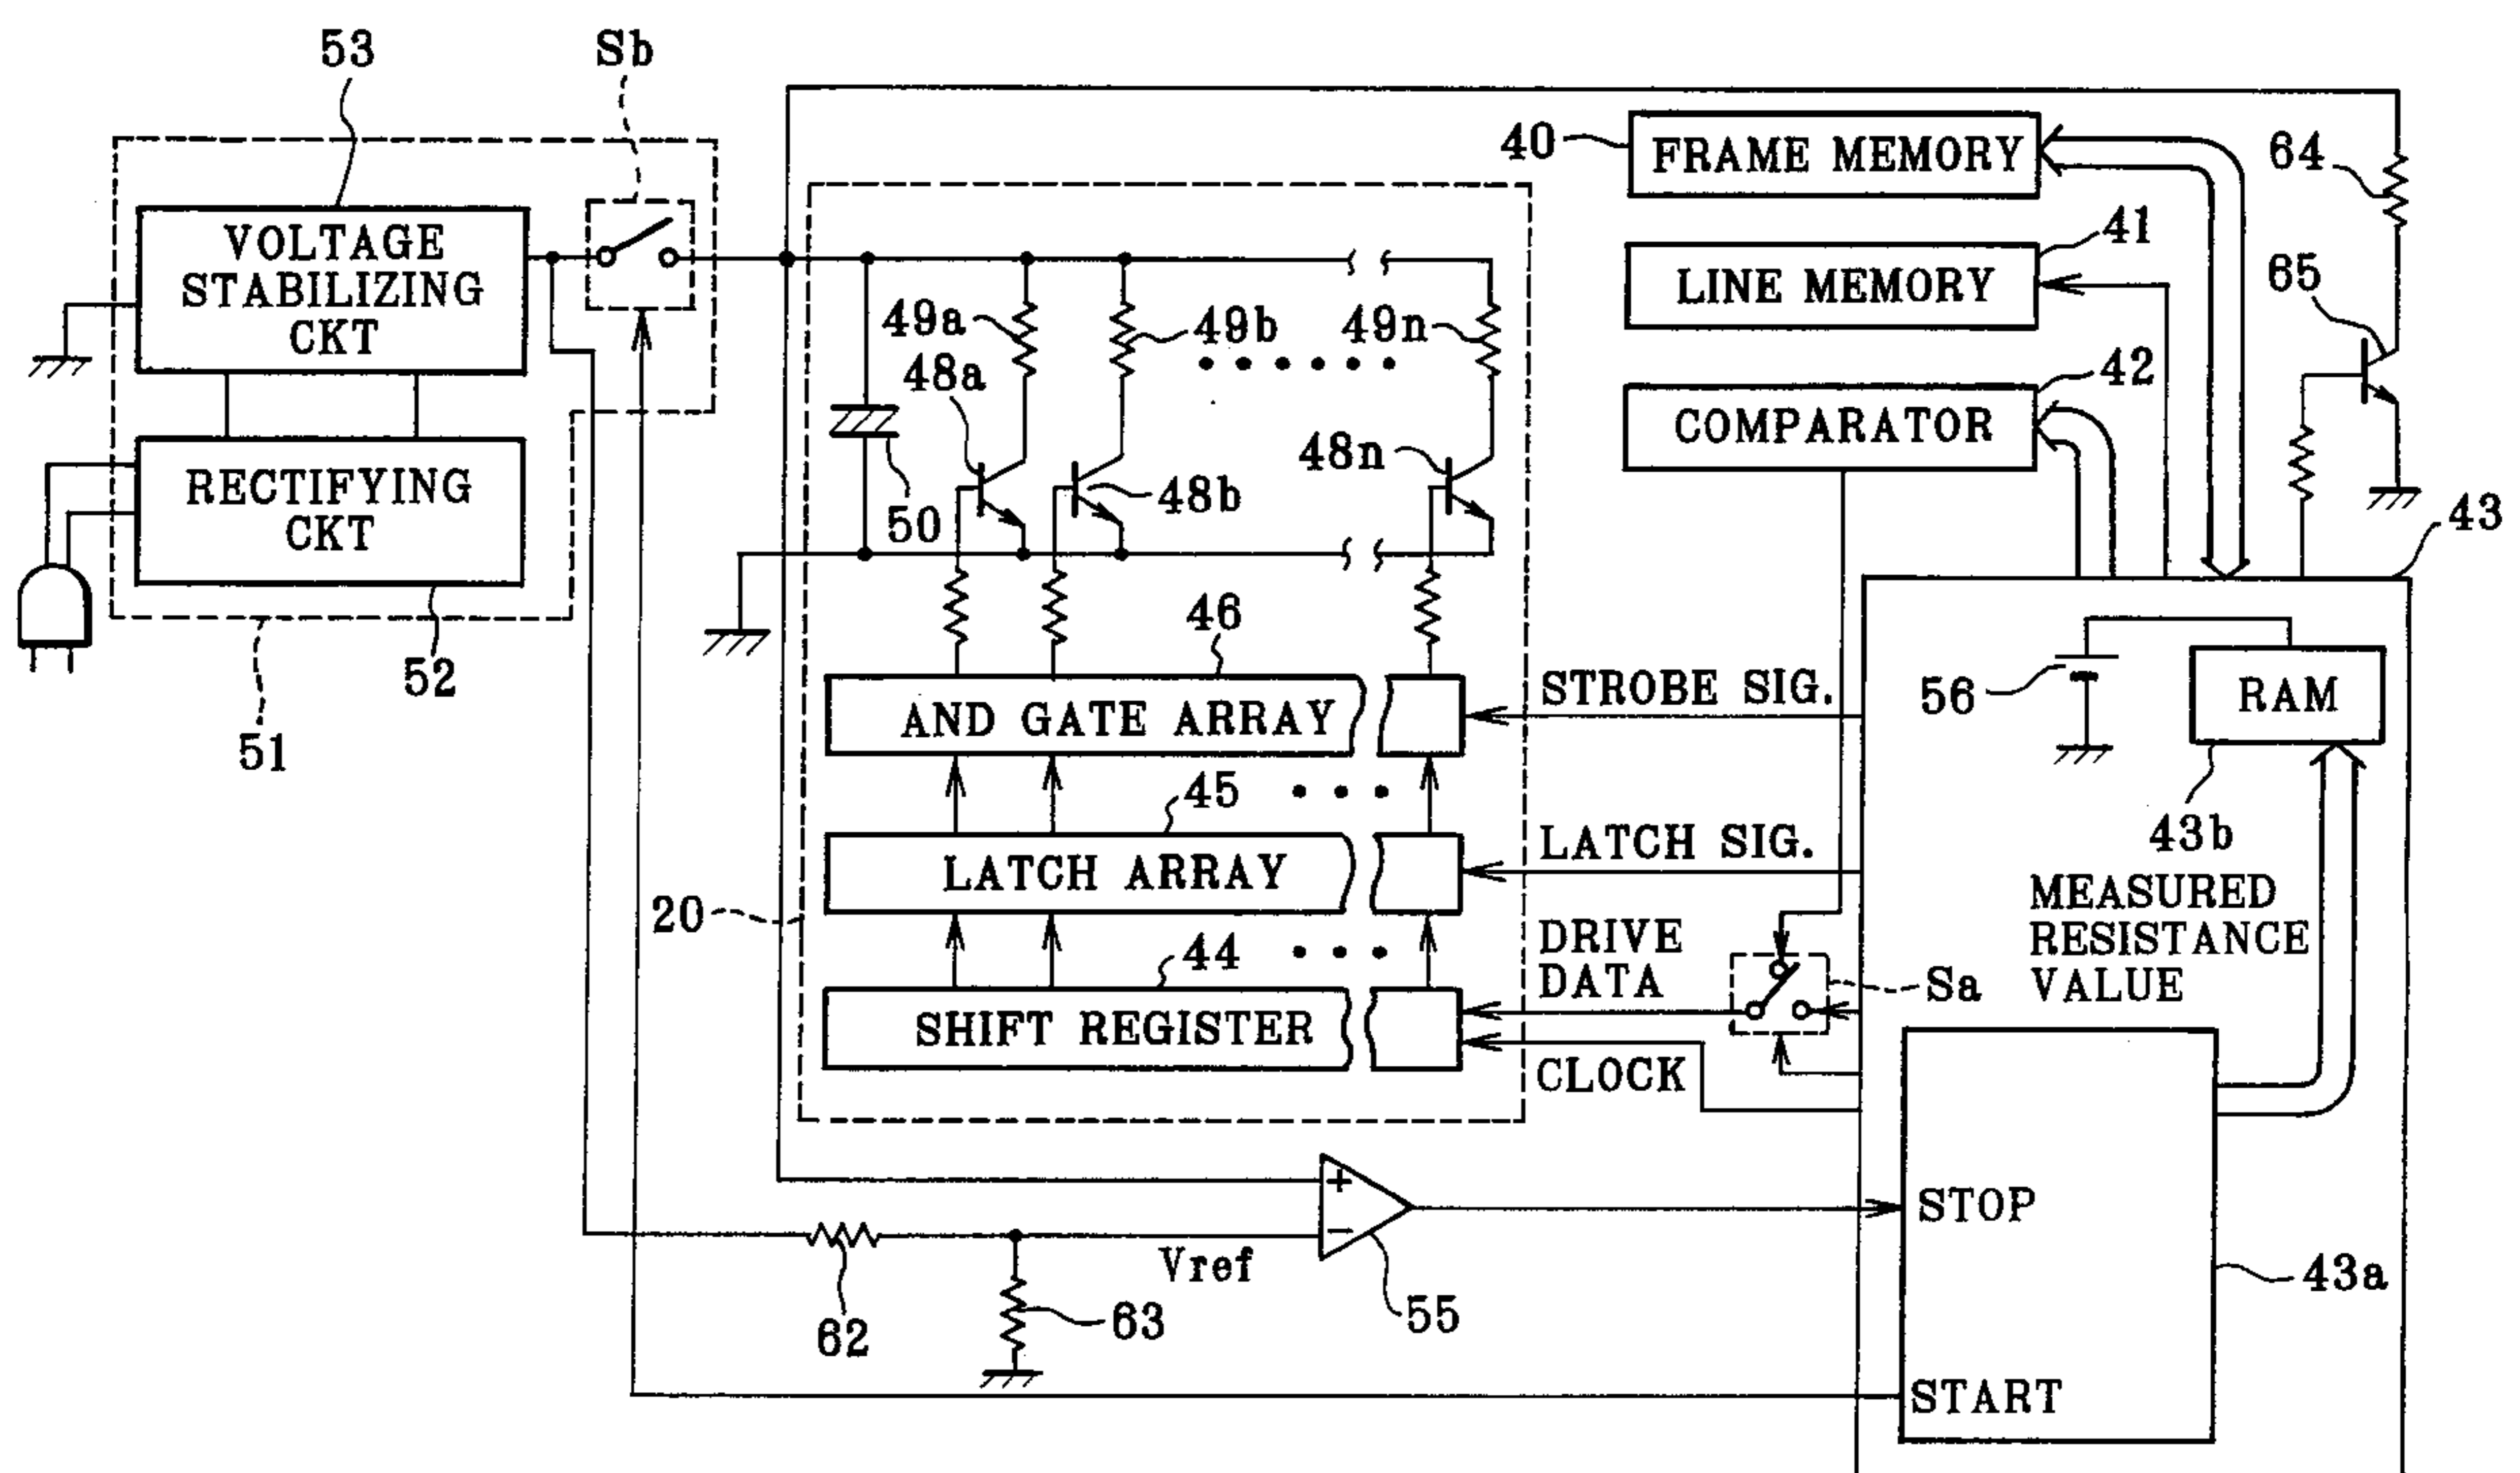 53
Sb
40
FRAME MEMORY
64
VOLTAGE
STABILIZING
CKT
41
LINE MEMORY
65
49a
49b
49n
48a
42
COMPARATOR
RECTIFYING
CKT
50
48b
48n
43
52
51
46
STROBE SIG.
56
RAM
AND GATE ARRAY
43b
45
LATCH SIG.
LATCH ARRAY
MEASURED
RESISTANCE
VALUE
20
44
DRIVE
DATA
Sa
SHIFT REGISTER
CLOCK
+
−
STOP
Vref
62
63
55
43a
START